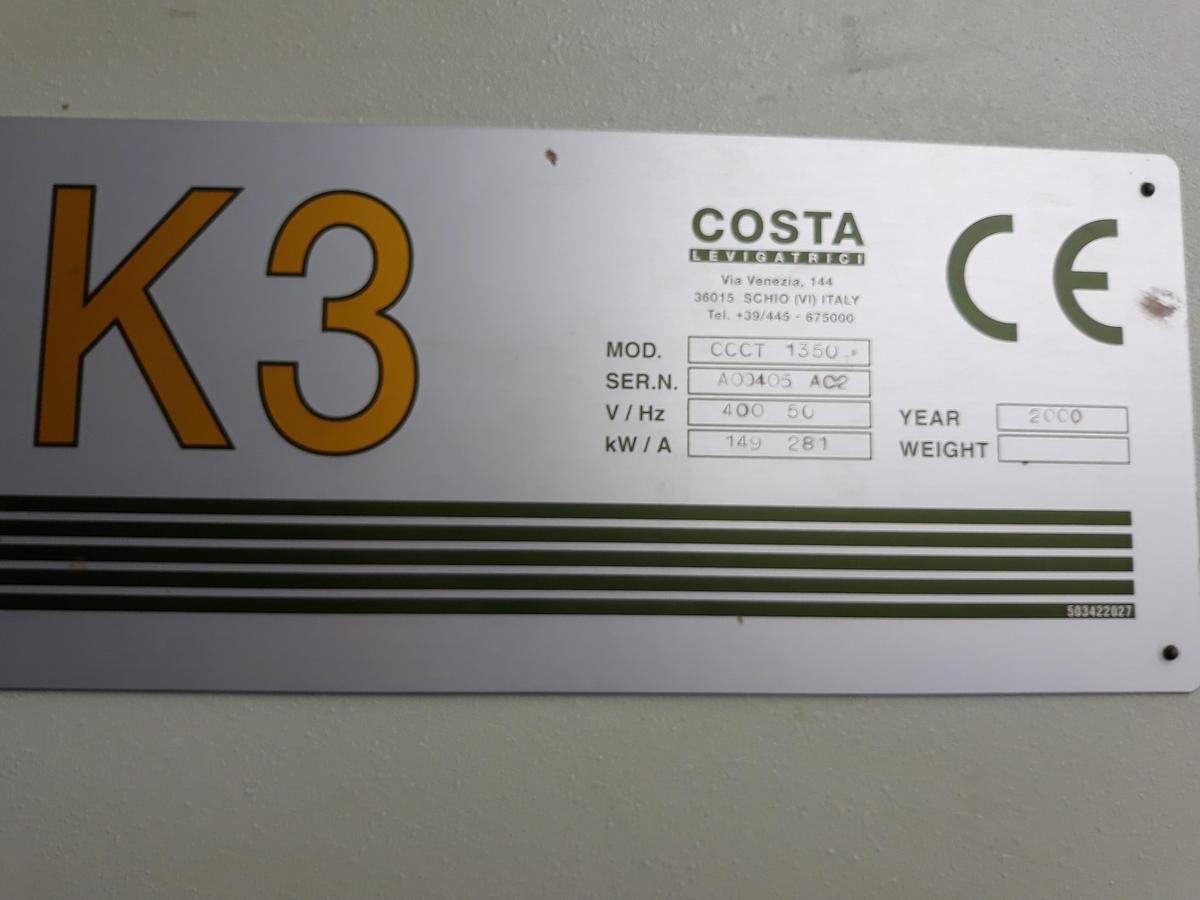 K3
COSTA
LEVIGATRICI
Via Venezia, 144
36015 SCHIO (VI) ITALY
Tel. +39/445 - 675000
CE
MOD. CCCT 1350
SER.N. A00405 AC2
V / Hz 400 50
kW / A 149 281
YEAR 2000
WEIGHT
503422027